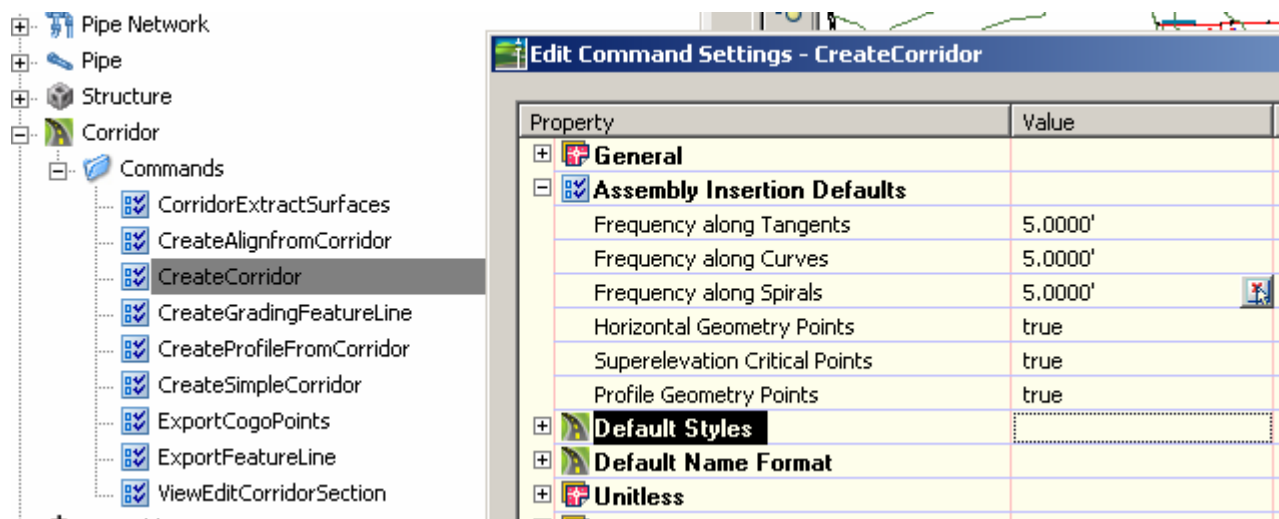 Pipe Network
Pipe
Structure
Corridor
Commands
CorridorExtractSurfaces
CreateAlignfromCorridor
CreateCorridor
CreateGradingFeatureLine
CreateProfileFromCorridor
CreateSimpleCorridor
ExportCogoPoints
ExportFeatureLine
ViewEditCorridorSection
Edit Command Settings - CreateCorridor
Property Value
General
Assembly Insertion Defaults
Frequency along Tangents 5.0000'
Frequency along Curves 5.0000'
Frequency along Spirals 5.0000'
Horizontal Geometry Points true
Superelevation Critical Points true
Profile Geometry Points true
Default Styles
Default Name Format
Unitless